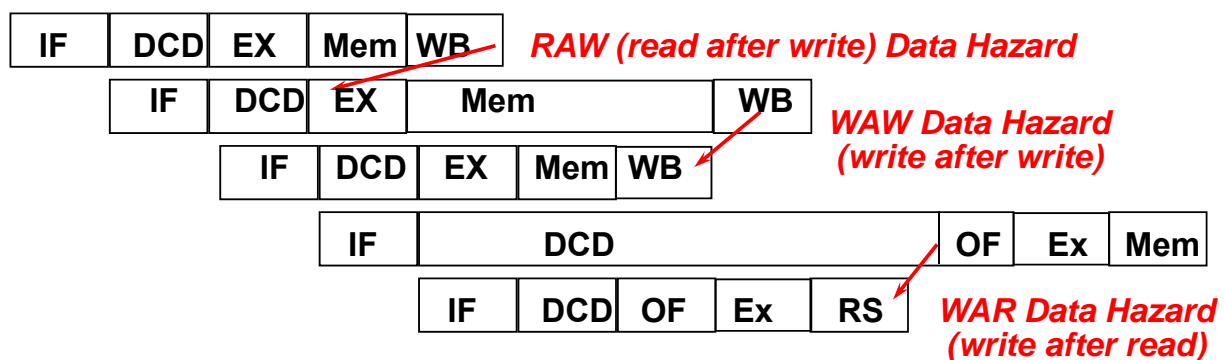 IF DCD EX Mem WB RAW (read after write) Data Hazard
IF DCD EX Mem WB
WAW Data Hazard
(write after write)
IF DCD EX Mem WB
IF DCD OF Ex Mem
IF DCD OF Ex RS
WAR Data Hazard
(write after read)